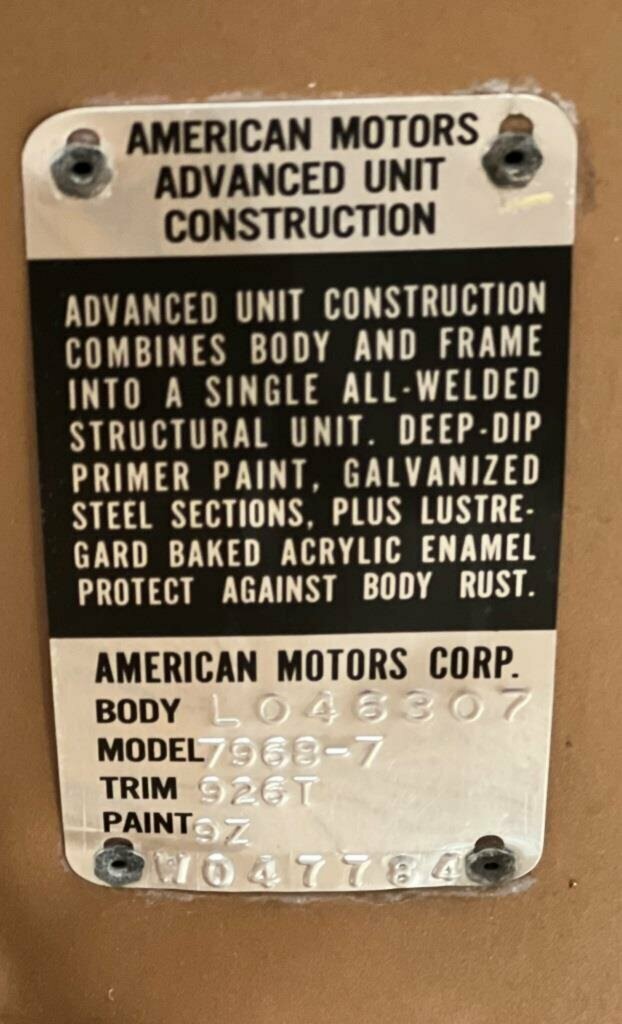 AMERICAN MOTORS
ADVANCED UNIT
CONSTRUCTION
ADVANCED UNIT CONSTRUCTION
COMBINES BODY AND FRAME
INTO A SINGLE ALL-WELDED
STRUCTURAL UNIT. DEEP-DIP
PRIMER PAINT, GALVANIZED
STEEL SECTIONS, PLUS LUSTRE-
GARD BAKED ACRYLIC ENAMEL
PROTECT AGAINST BODY RUST.
AMERICAN MOTORS CORP.
BODY L046307
MODEL 7968-7
TRIM 926T
PAINT 9Z
W047784